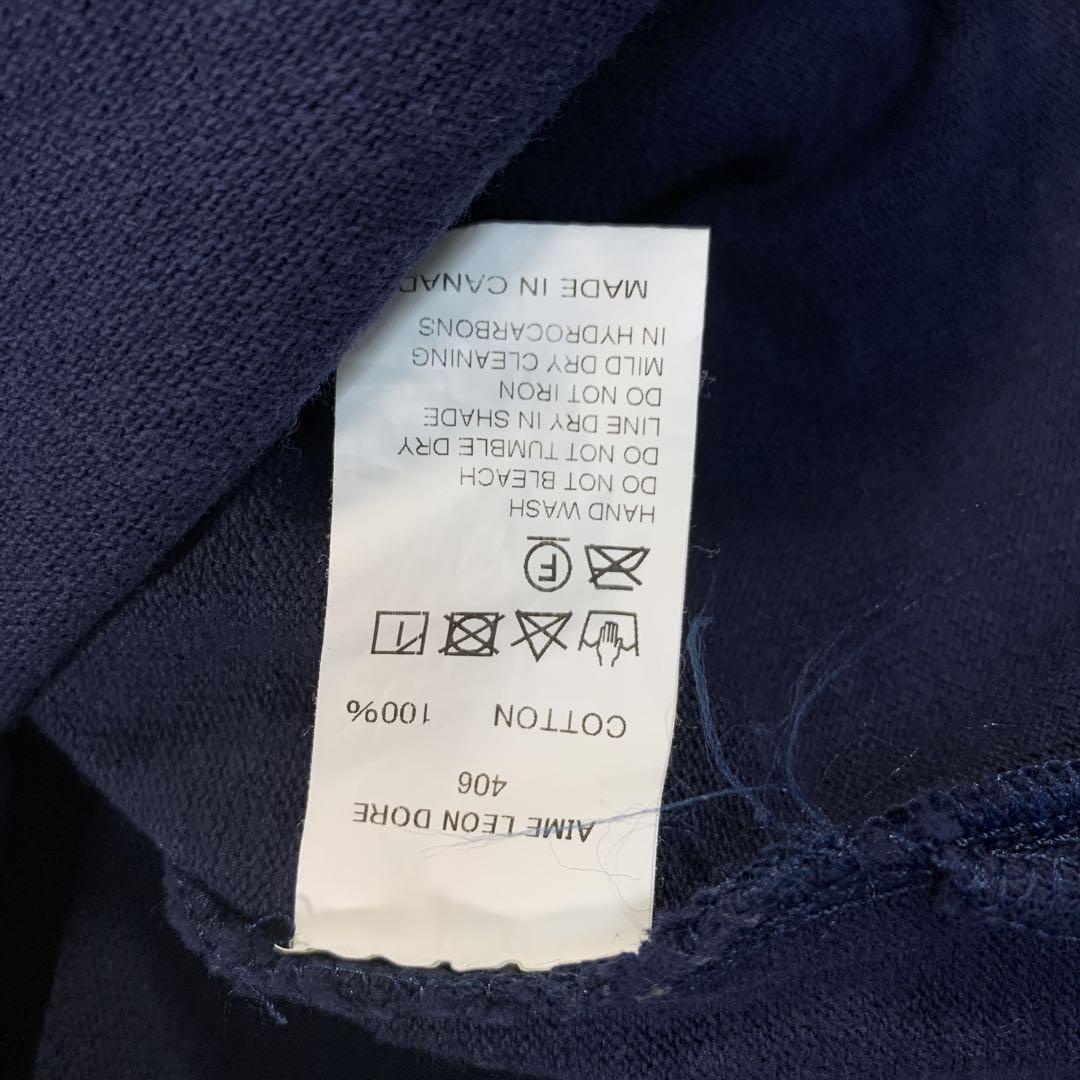 AIME LEON DORE
406
COTTON 100%
F
HAND WASH
DO NOT BLEACH
DO NOT TUMBLE DRY
LINE DRY IN SHADE
DO NOT IRON
MILD DRY CLEANING
IN HYDROCARBONS
MADE IN CANAD